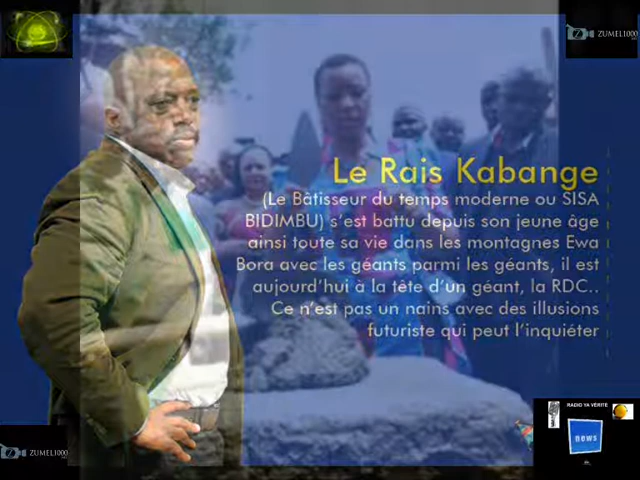 ZUMEL1000
Le Rais Kabange
(Le Bâtisseur du temps moderne ou SISA
BIDIMBU) s'est battu depuis son jeune âge
ainsi toute sa vie dans les montagnes Ewa
Bora avec les géants parmi les géants, il est
aujourd'hui à la tête d'un géant, la RDC..
Ce n'est pas un nains avec des illusions
futuriste qui peut l'inquiéter
RADIO YA VÉRITÉ
news
ZUMEL1000